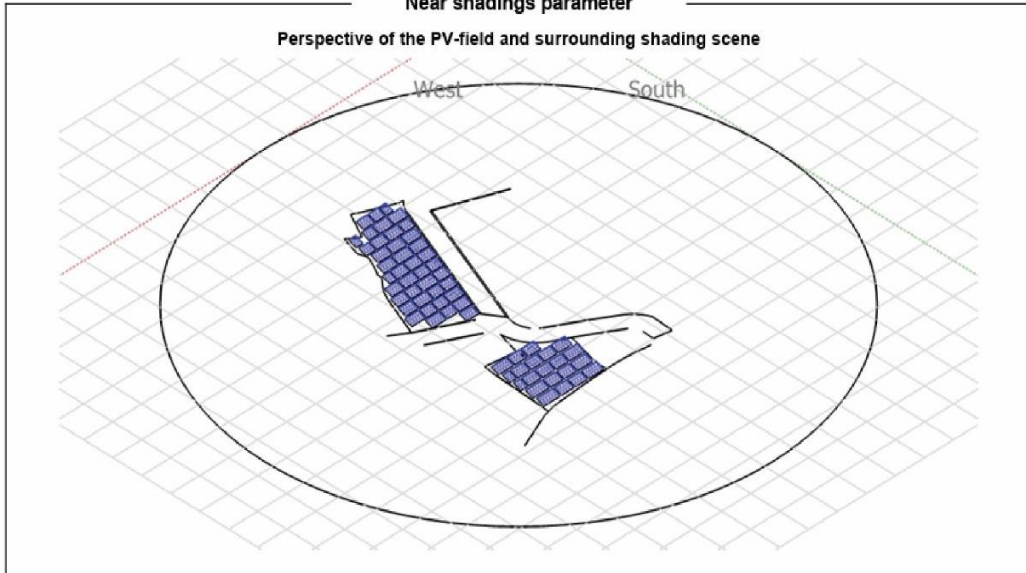 Near shadings parameter
Perspective of the PV-field and surrounding shading scene
West
South